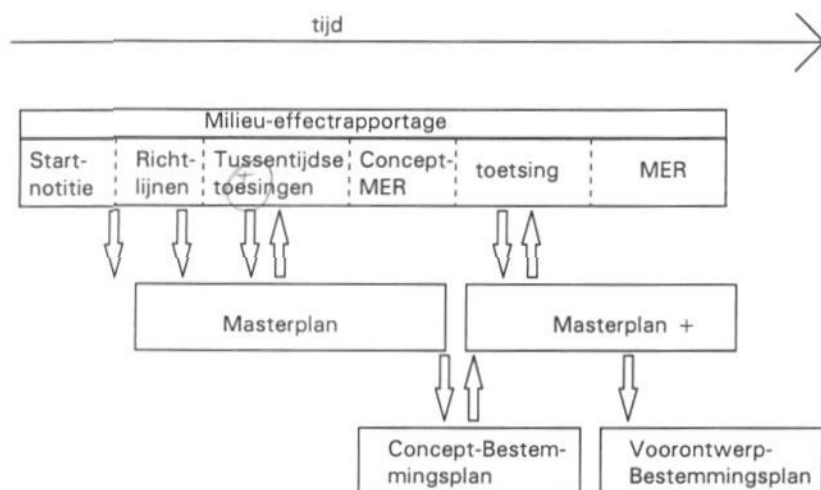 tijd
Milieu-effectrapportage
Start-
notitie
Richt-
lijnen
Tussentijdse
toesingen
t
Concept-
MER
toetsing
MER
Masterplan
Masterplan +
Concept-Bestem-
mingsplan
Voorontwerp-
Bestemmingsplan